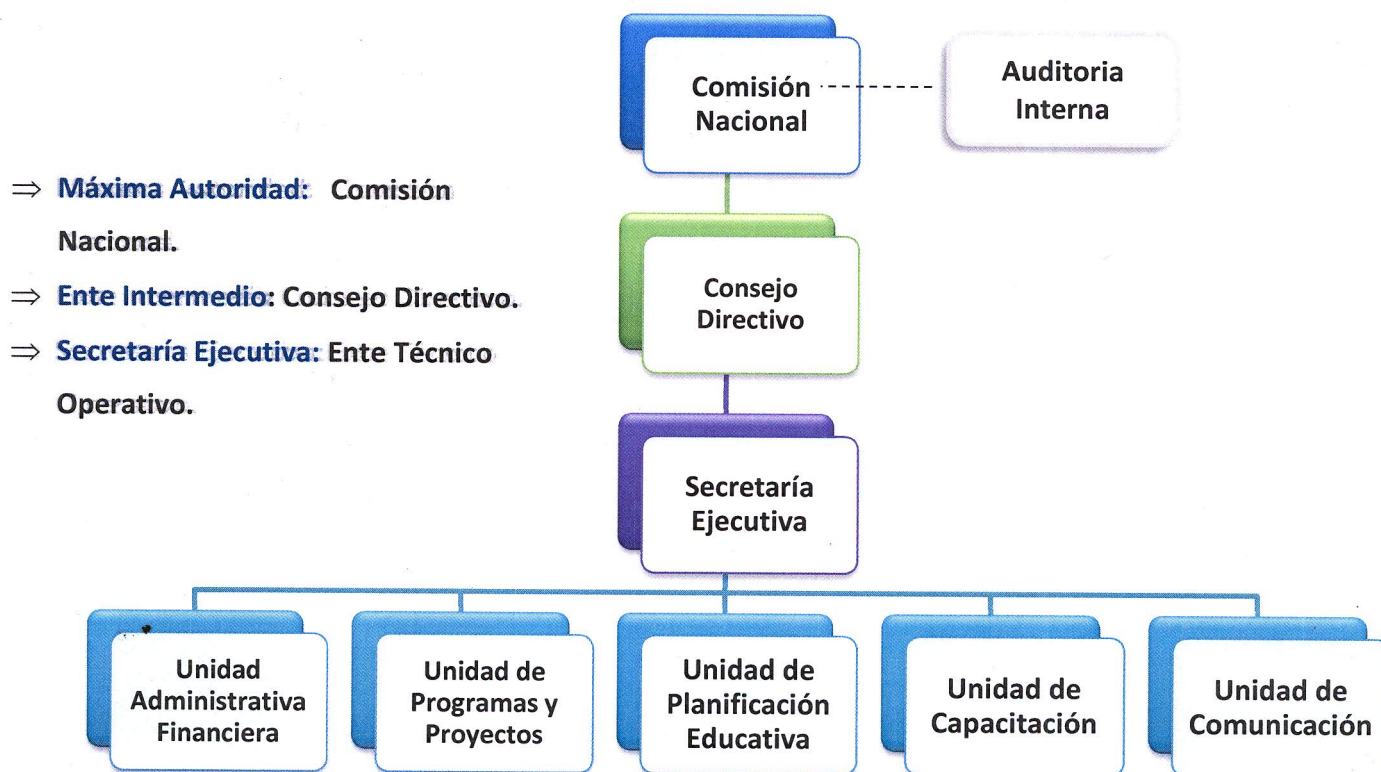 Comisión
Nacional
Auditoria
Interna
⇒ Máxima Autoridad: Comisión
Nacional.
⇒ Ente Intermedio: Consejo Directivo.
⇒ Secretaría Ejecutiva: Ente Técnico
Operativo.
Consejo
Directivo
Secretaría
Ejecutiva
Unidad
Administrativa
Financiera
Unidad de
Programas y
Proyectos
Unidad de
Planificación
Educativa
Unidad de
Capacitación
Unidad de
Comunicación